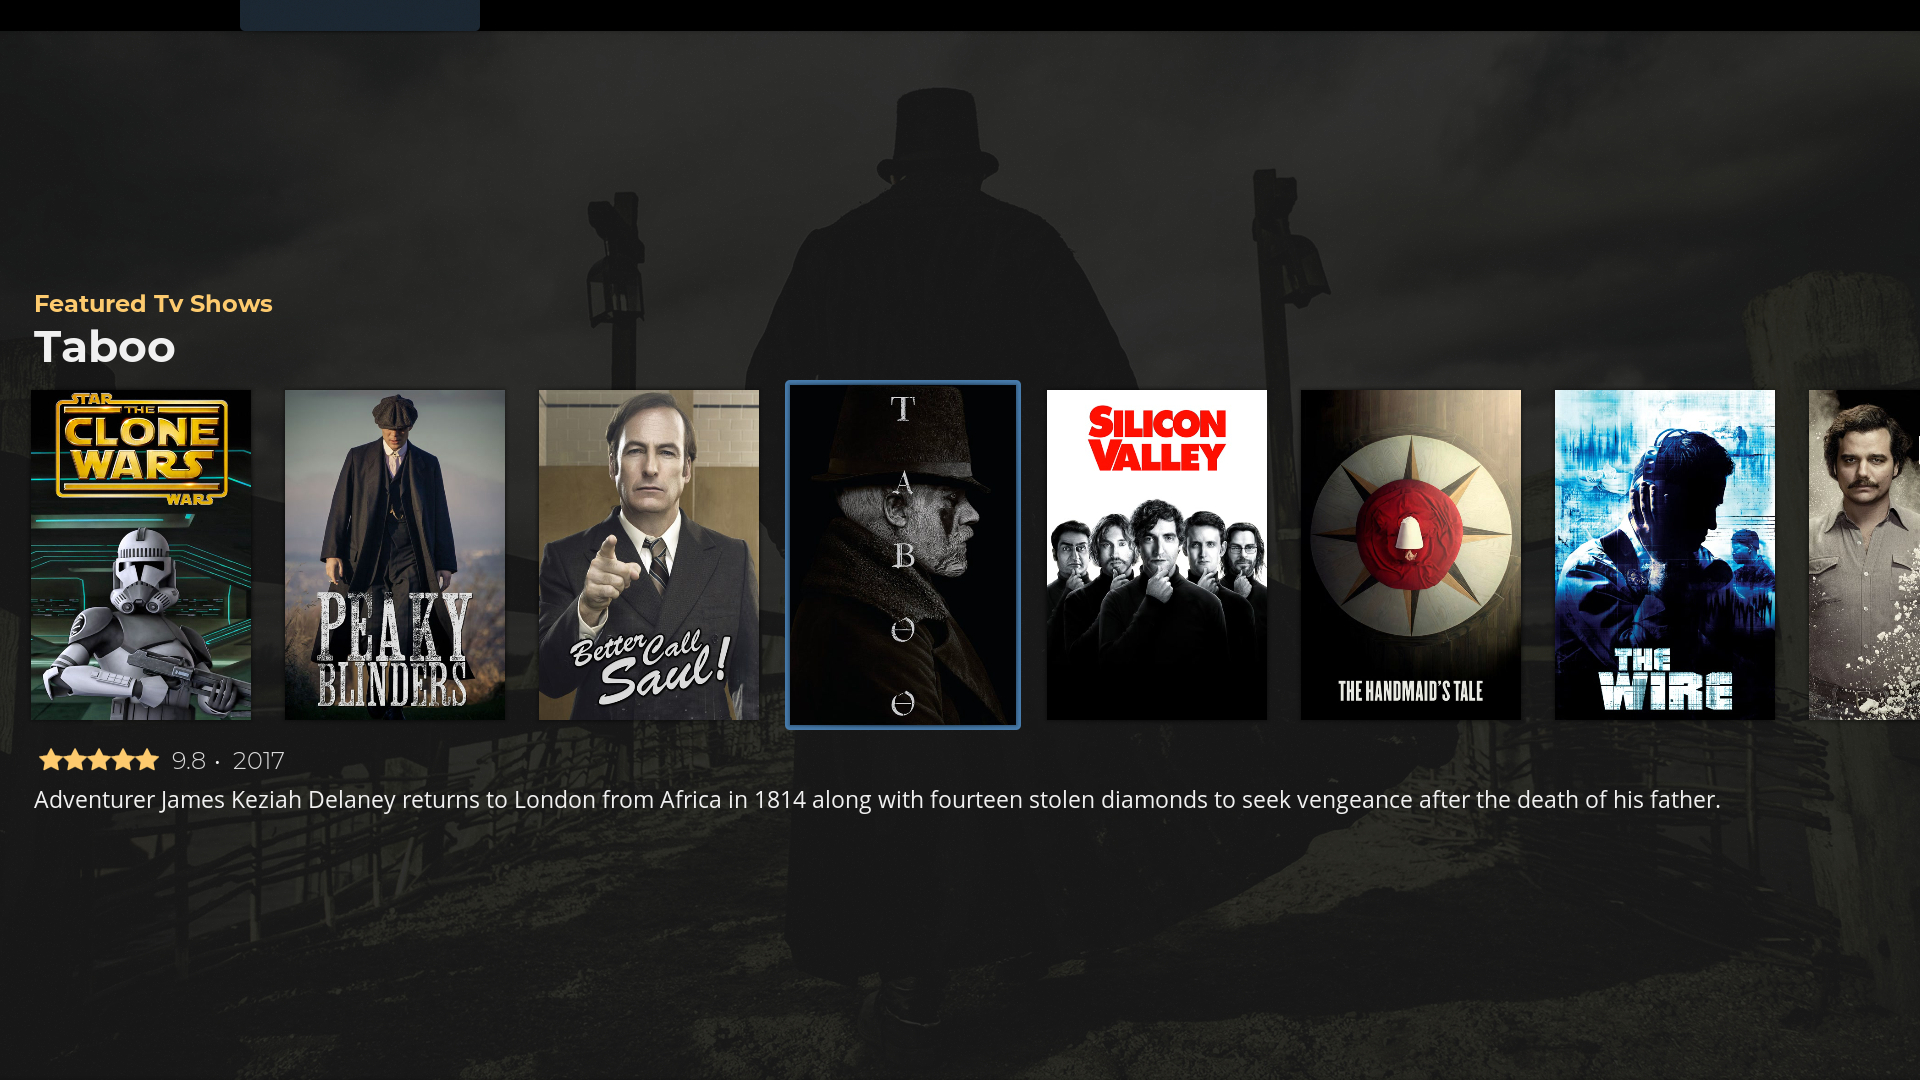 Featured Tv Shows
Taboo
STAR
THE
CLONE
WARS
WARS
PEAKY
BLINDERS
Better Call
Saul!
T
A
B
O
O
SILICON
VALLEY
THE HANDMAID'S TALE
THE
WIRE
9.8 • 2017
Adventurer James Keziah Delaney returns to London from Africa in 1814 along with fourteen stolen diamonds to seek vengeance after the death of his father.